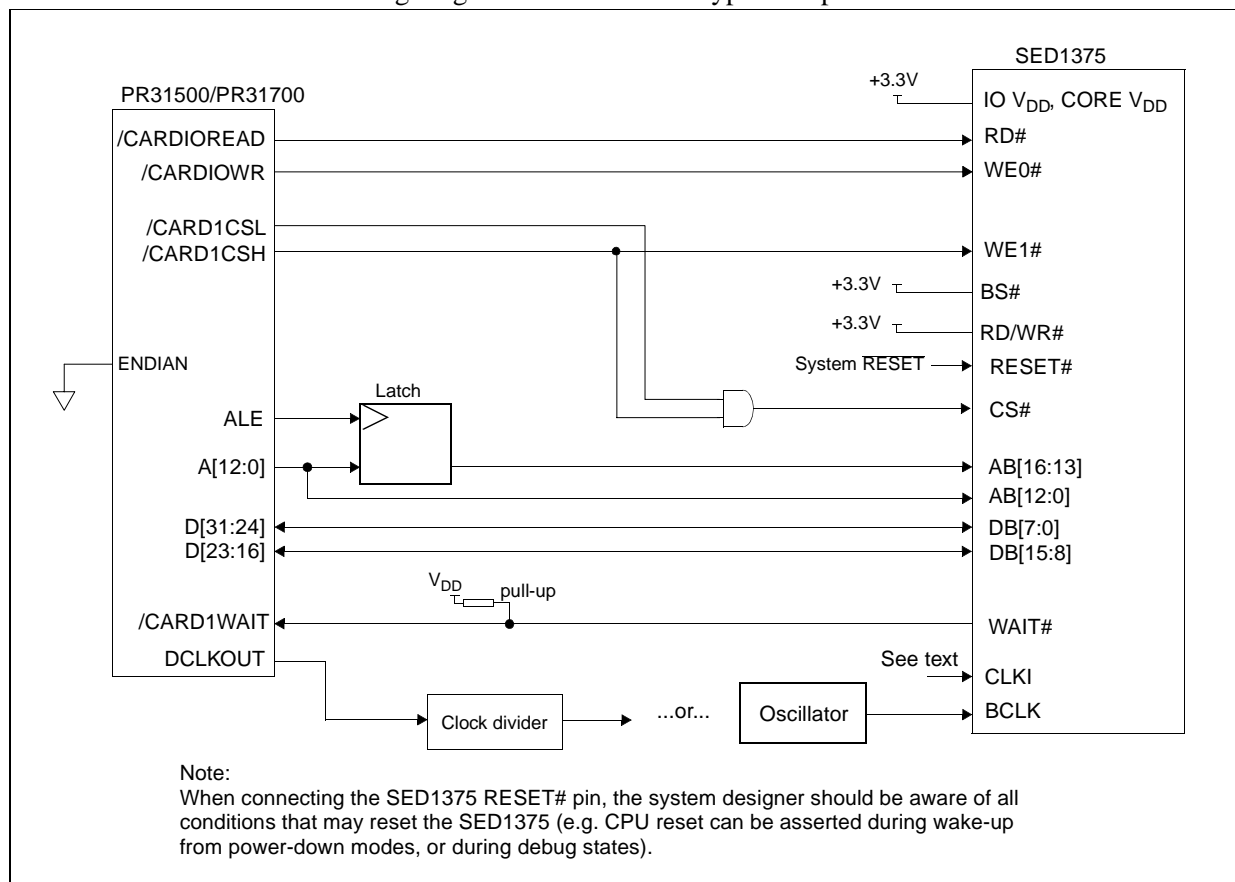 SED1375
+3.3V
PR31500/PR31700
IO VDD, CORE VDD
/CARDIOREAD
RD#
/CARDIOWR
WE0#
/CARD1CSL
/CARD1CSH
WE1#
+3.3V
BS#
+3.3V
RD/WR#
ENDIAN
System RESET
RESET#
Latch
ALE
CS#
A[12:0]
AB[16:13]
AB[12:0]
D[31:24]
DB[7:0]
D[23:16]
DB[15:8]
VDD
pull-up
/CARD1WAIT
WAIT#
DCLKOUT
See text
CLKI
Clock divider
...or...
Oscillator
BCLK
Note:
When connecting the SED1375 RESET# pin, the system designer should be aware of all
conditions that may reset the SED1375 (e.g. CPU reset can be asserted during wake-up
from power-down modes, or during debug states).